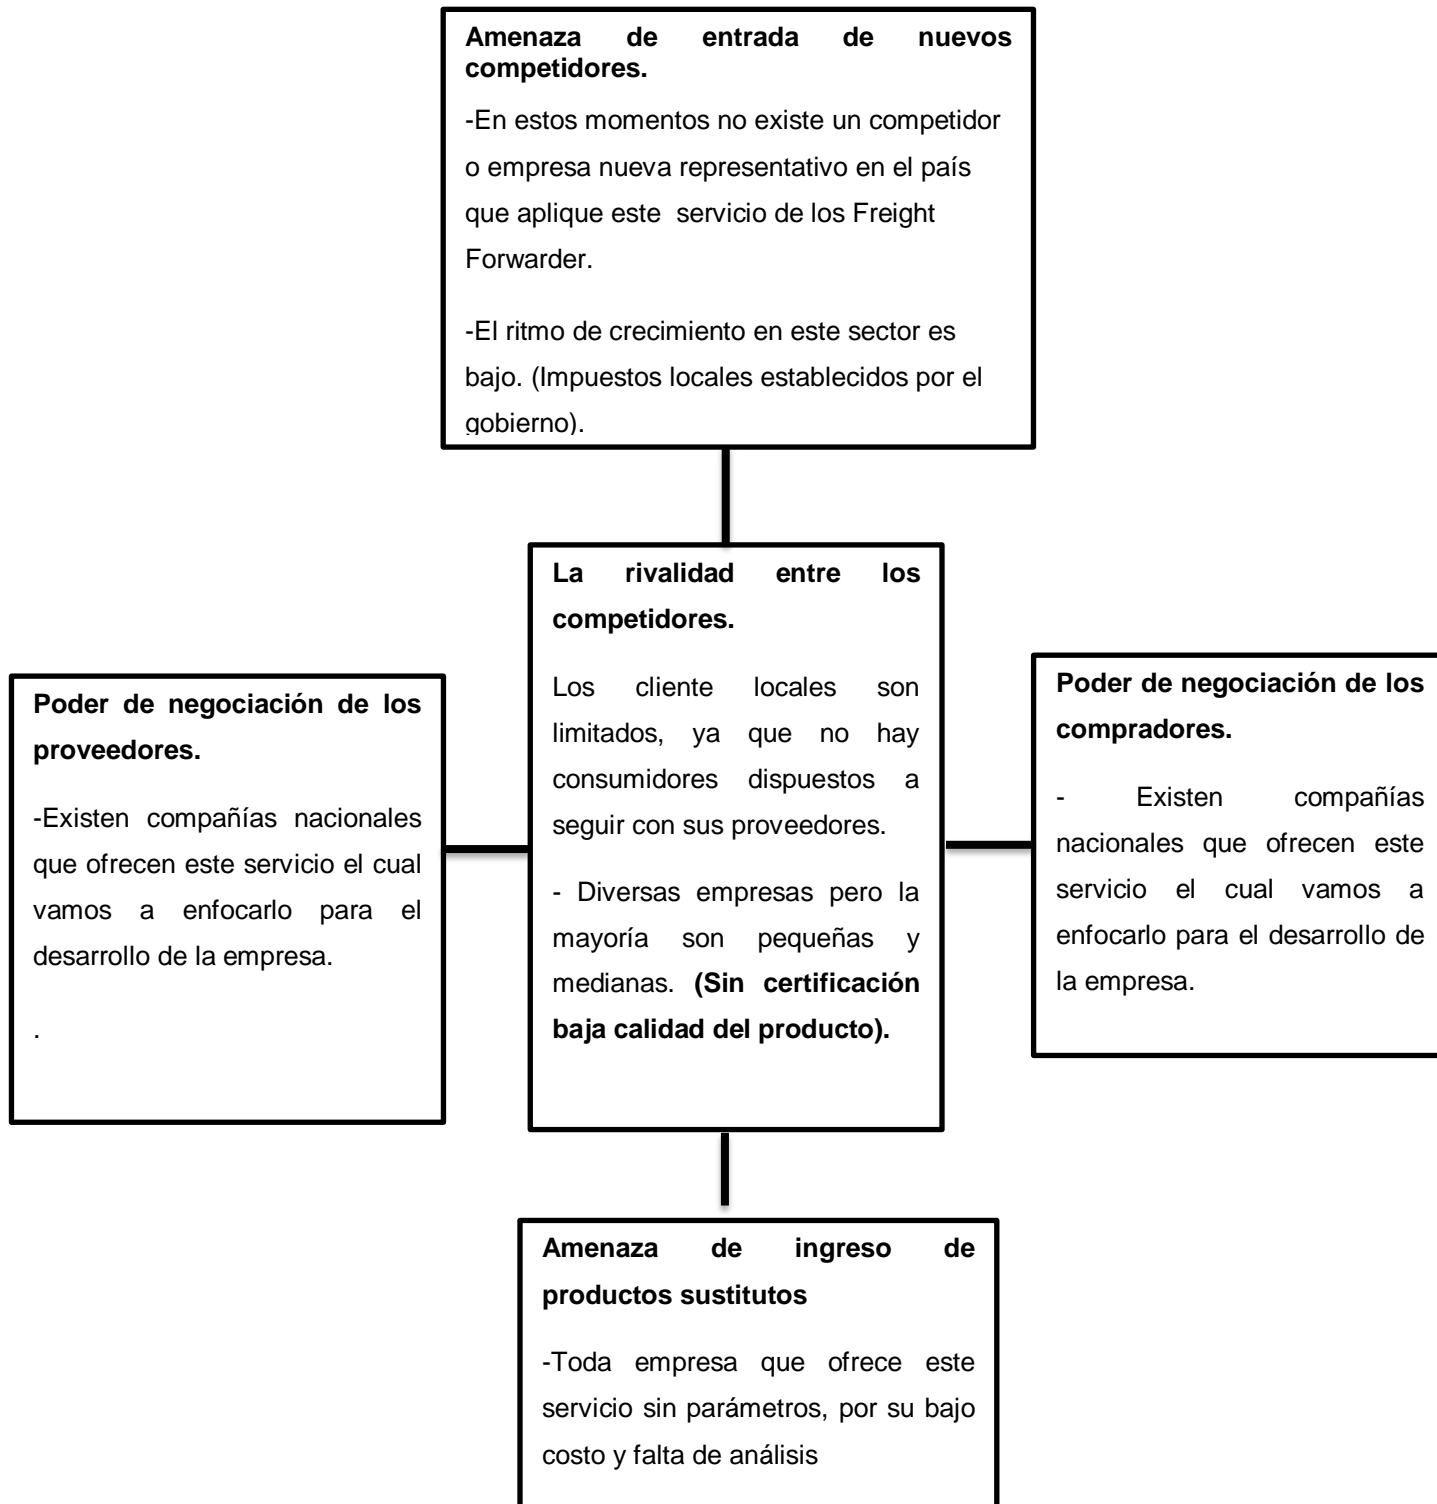 Amenaza de entrada de nuevos
competidores.
-En estos momentos no existe un competidor
o empresa nueva representativo en el país
que aplique este servicio de los Freight
Forwarder.
-El ritmo de crecimiento en este sector es
bajo. (Impuestos locales establecidos por el
gobierno).
La rivalidad entre los
competidores.
Los cliente locales son
limitados, ya que no hay
consumidores dispuestos a
seguir con sus proveedores.
- Diversas empresas pero la
mayoría son pequeñas y
medianas. (Sin certificación
baja calidad del producto).
Poder de negociación de los
proveedores.
-Existen compañías nacionales
que ofrecen este servicio el cual
vamos a enfocarlo para el
desarrollo de la empresa.
.
Poder de negociación de los
compradores.
- Existen compañías
nacionales que ofrecen este
servicio el cual vamos a
enfocarlo para el desarrollo de
la empresa.
Amenaza de ingreso de
productos sustitutos
-Toda empresa que ofrece este
servicio sin parámetros, por su bajo
costo y falta de análisis